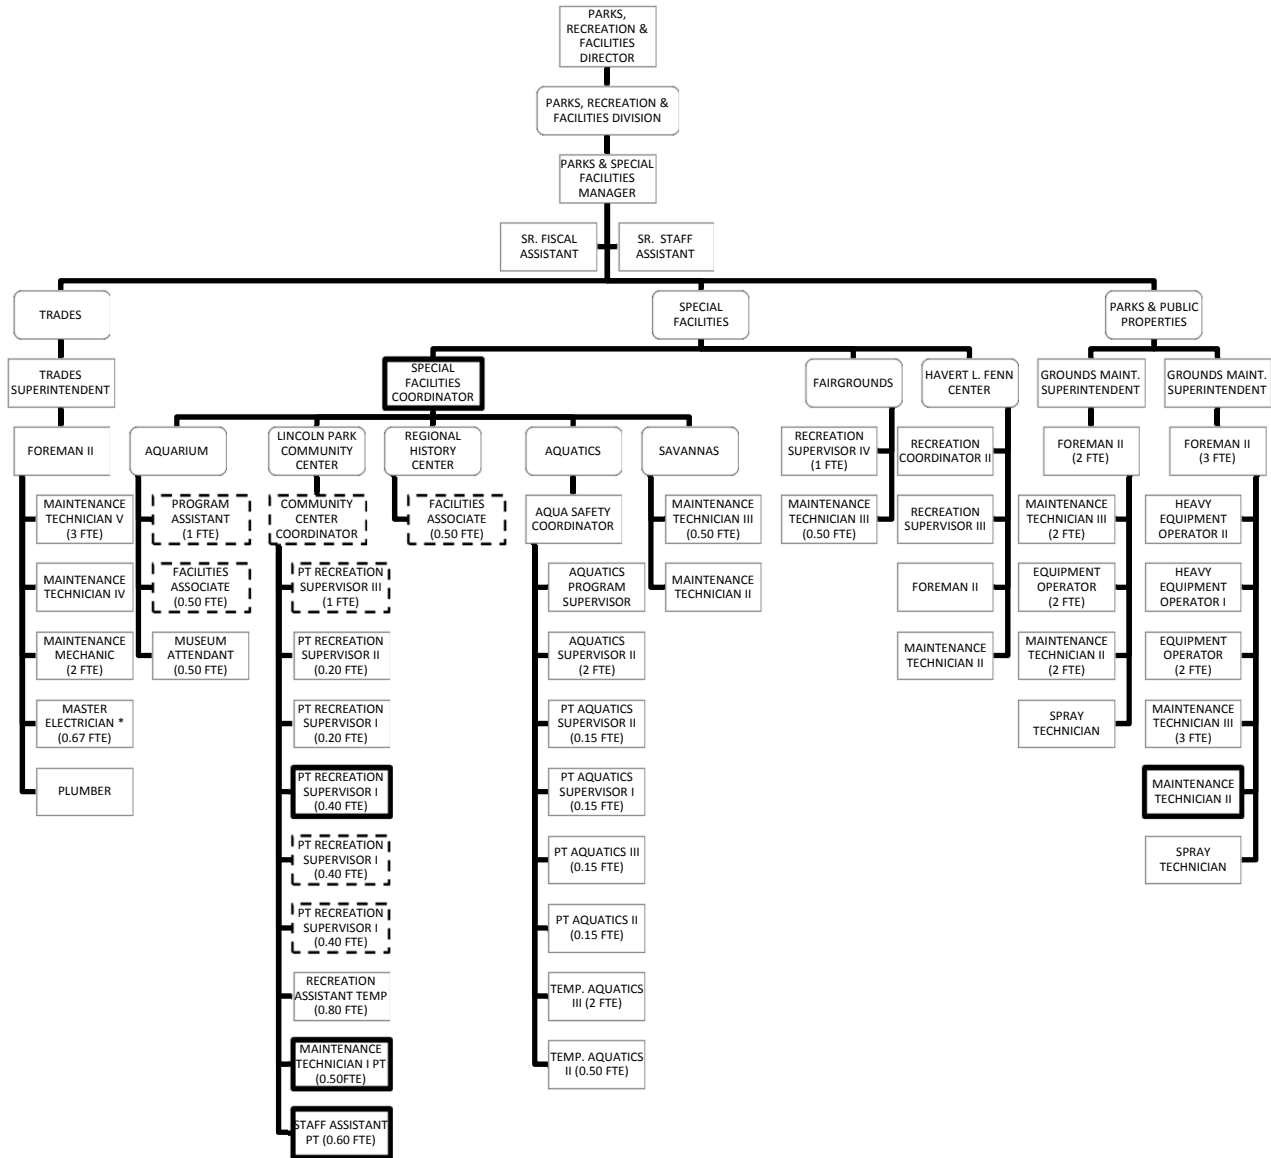 PARKS,
RECREATION &
FACILITIES
DIRECTOR
PARKS, RECREATION &
FACILITIES DIVISION
PARKS & SPECIAL
FACILITIES
MANAGER
SR. FISCAL
ASSISTANT
SR. STAFF
ASSISTANT
TRADES
SPECIAL
FACILITIES
PARKS & PUBLIC
PROPERTIES
TRADES
SUPERINTENDENT
SPECIAL
FACILITIES
COORDINATOR
FAIRGROUNDS
HAVERT L. FENN
CENTER
GROUNDS MAINT.
SUPERINTENDENT
GROUNDS MAINT.
SUPERINTENDENT
FOREMAN II
AQUARIUM
LINCOLN PARK
COMMUNITY
CENTER
REGIONAL
HISTORY
CENTER
AQUATICS
SAVANNAS
RECREATION
SUPERVISOR IV
(1 FTE)
RECREATION
COORDINATOR II
FOREMAN II
(2 FTE)
FOREMAN II
(3 FTE)
MAINTENANCE
TECHNICIAN V
(3 FTE)
PROGRAM
ASSISTANT
(1 FTE)
COMMUNITY
CENTER
COORDINATOR
FACILITIES
ASSOCIATE
(0.50 FTE)
AQUA SAFETY
COORDINATOR
MAINTENANCE
TECHNICIAN III
(0.50 FTE)
MAINTENANCE
TECHNICIAN III
(0.50 FTE)
RECREATION
SUPERVISOR III
MAINTENANCE
TECHNICIAN III
(2 FTE)
HEAVY
EQUIPMENT
OPERATOR II
MAINTENANCE
TECHNICIAN IV
FACILITIES
ASSOCIATE
(0.50 FTE)
PT RECREATION
SUPERVISOR III
(1 FTE)
AQUATICS
PROGRAM
SUPERVISOR
MAINTENANCE
TECHNICIAN II
FOREMAN II
EQUIPMENT
OPERATOR
(2 FTE)
HEAVY
EQUIPMENT
OPERATOR I
MAINTENANCE
MECHANIC
(2 FTE)
MUSEUM
ATTENDANT
(0.50 FTE)
PT RECREATION
SUPERVISOR II
(0.20 FTE)
AQUATICS
SUPERVISOR II
(2 FTE)
MAINTENANCE
TECHNICIAN II
MAINTENANCE
TECHNICIAN II
(2 FTE)
EQUIPMENT
OPERATOR
(2 FTE)
MASTER
ELECTRICIAN *
(0.67 FTE)
PT RECREATION
SUPERVISOR I
(0.20 FTE)
PT AQUATICS
SUPERVISOR II
(0.15 FTE)
SPRAY
TECHNICIAN
MAINTENANCE
TECHNICIAN III
(3 FTE)
PLUMBER
PT RECREATION
SUPERVISOR I
(0.40 FTE)
PT AQUATICS
SUPERVISOR I
(0.15 FTE)
MAINTENANCE
TECHNICIAN II
PT RECREATION
SUPERVISOR I
(0.40 FTE)
PT AQUATICS III
(0.15 FTE)
SPRAY
TECHNICIAN
PT RECREATION
SUPERVISOR I
(0.40 FTE)
PT AQUATICS II
(0.15 FTE)
RECREATION
ASSISTANT TEMP
(0.80 FTE)
TEMP. AQUATICS
III (2 FTE)
MAINTENANCE
TECHNICIAN I PT
(0.50FTE)
TEMP. AQUATICS
II (0.50 FTE)
STAFF ASSISTANT
PT (0.60 FTE)